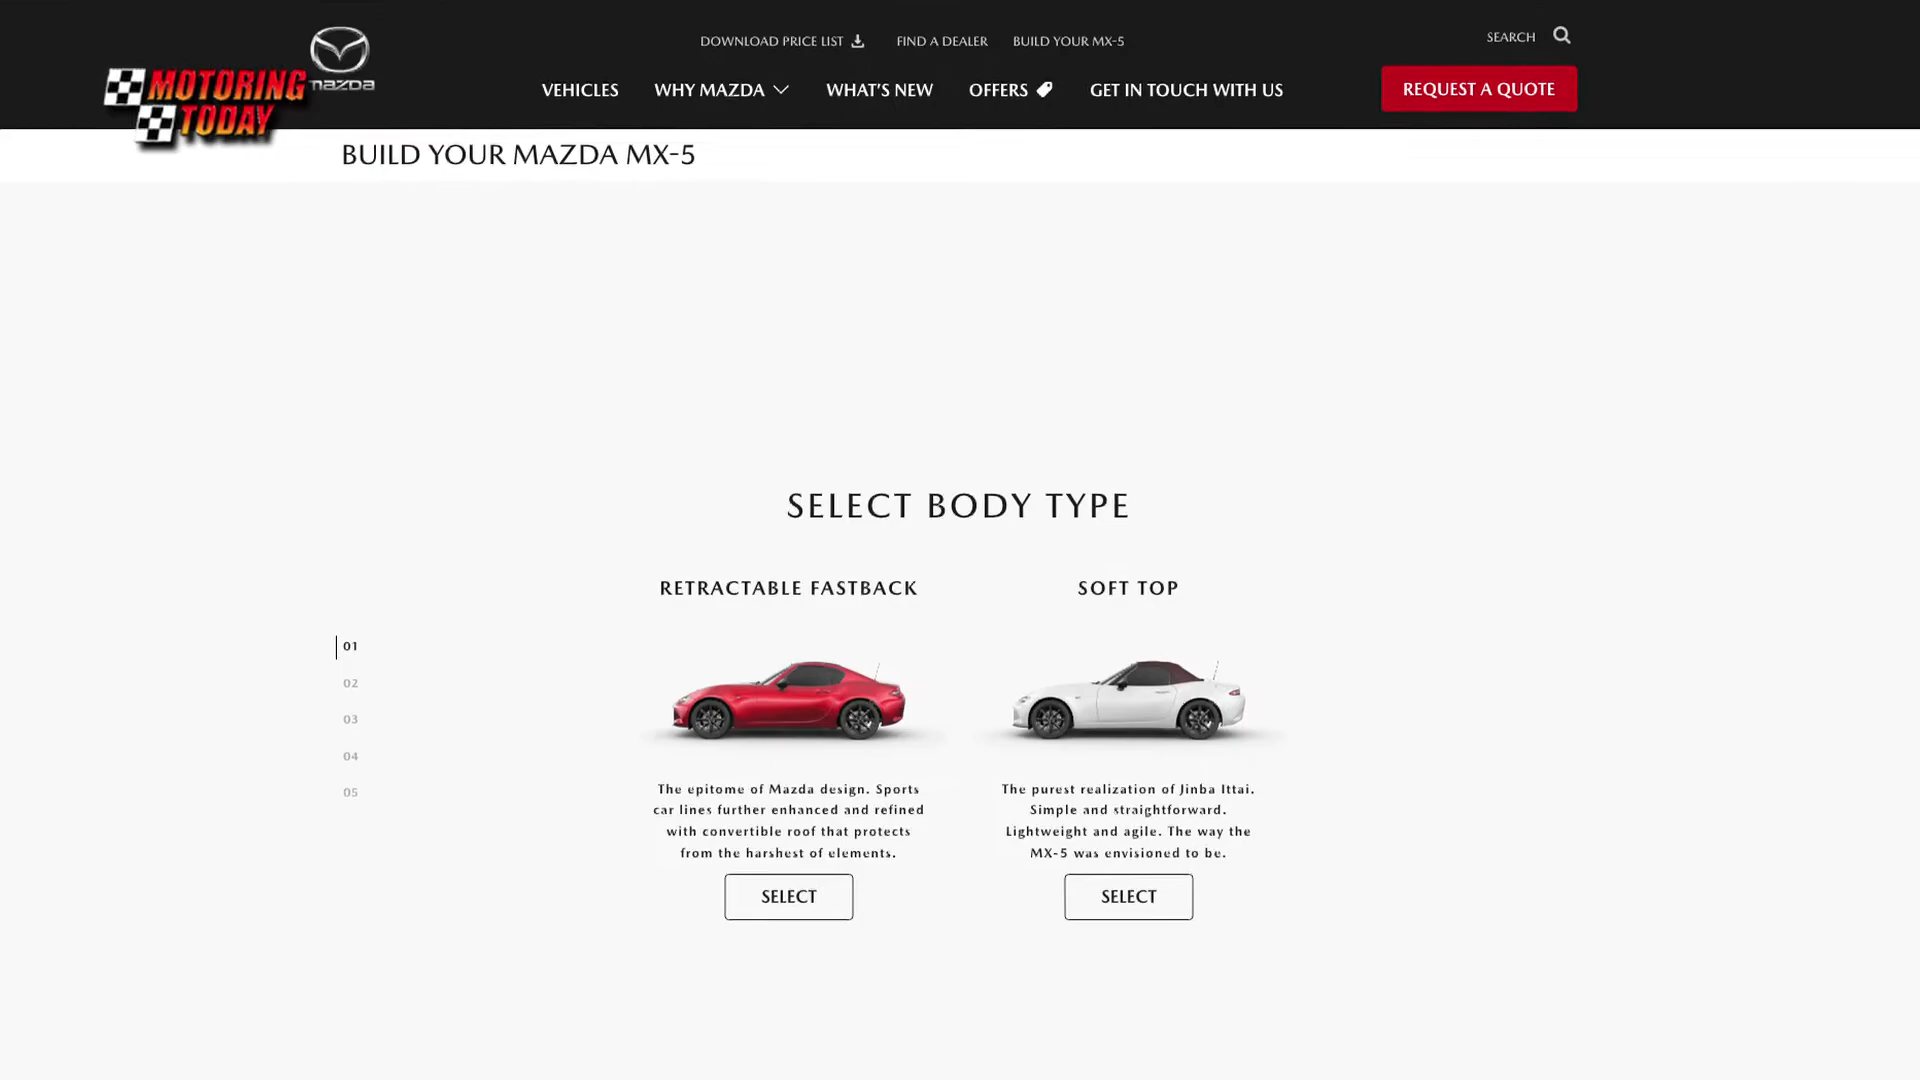 DOWNLOAD PRICE LIST
FIND A DEALER
BUILD YOUR MX-5
SEARCH
MOTORING
TODAY
mazda
VEHICLES
WHY MAZDA
WHAT'S NEW
OFFERS
GET IN TOUCH WITH US
REQUEST A QUOTE
BUILD YOUR MAZDA MX-5
SELECT BODY TYPE
01
02
03
04
05
RETRACTABLE FASTBACK
The epitome of Mazda design. Sports
car lines further enhanced and refined
with convertible roof that protects
from the harshest of elements.
SELECT
SOFT TOP
The purest realization of Jinba Ittai.
Simple and straightforward.
Lightweight and agile. The way the
MX-5 was envisioned to be.
SELECT